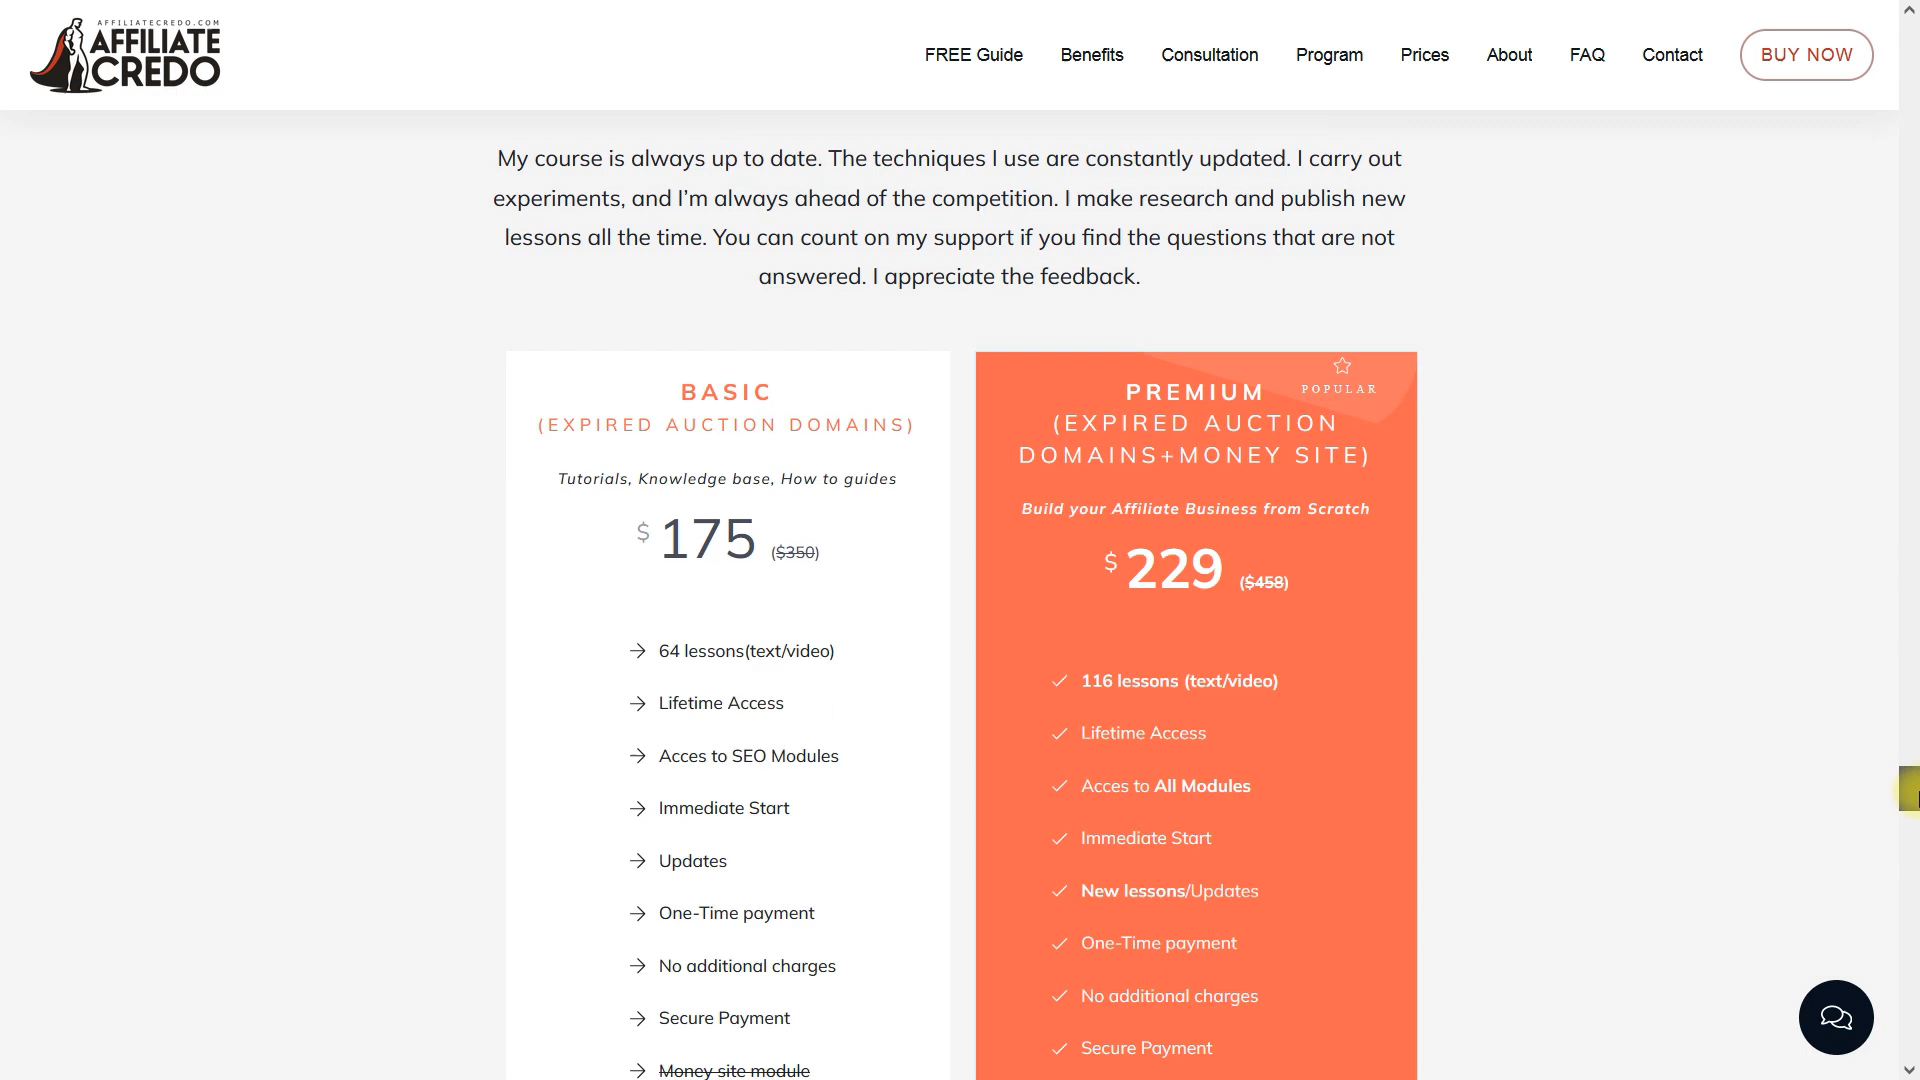 AFFILIATECREDO.COM
AFFILIATE
CREDO
FREE Guide Benefits Consultation Program Prices About FAQ Contact BUY NOW
My course is always up to date. The techniques I use are constantly updated. I carry out
experiments, and I’m always ahead of the competition. I make research and publish new
lessons all the time. You can count on my support if you find the questions that are not
answered. I appreciate the feedback.
BASIC
(EXPIRED AUCTION DOMAINS)
Tutorials, Knowledge base, How to guides
$ 175 ($350)
64 lessons(text/video)
Lifetime Access
Acces to SEO Modules
Immediate Start
Updates
One-Time payment
No additional charges
Secure Payment
Money site module
POPULAR
PREMIUM
(EXPIRED AUCTION
DOMAINS+MONEY SITE)
Build your Affiliate Business from Scratch
$ 229 ($458)
116 lessons (text/video)
Lifetime Access
Acces to All Modules
Immediate Start
New lessons/Updates
One-Time payment
No additional charges
Secure Payment